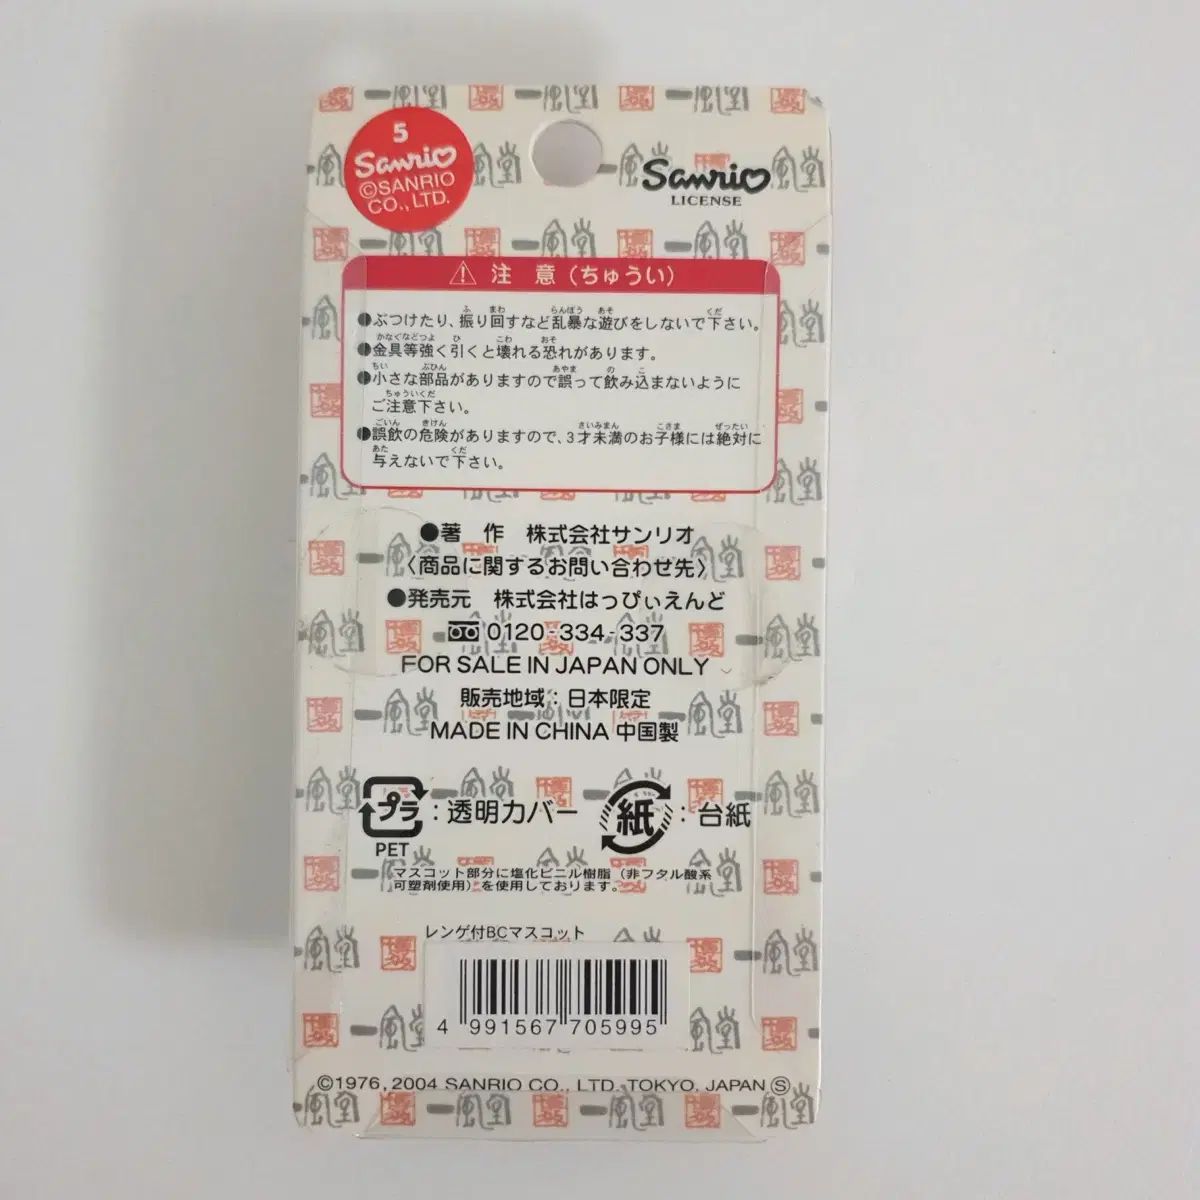 5
Sanrio
©SANRIO
CO., LTD.
Sanrio
LICENSE
注 意(ちゅうい)
●ぶつけたり、振り回すなど乱暴な遊びをしないで下さい。
●金具等強く引くと壊れる恐れがあります。
●小さな部品がありますので誤って飲み込まないように
ご注意下さい。
●誤飲の危険がありますので、3才未満のお子様には絶対に
与えないで下さい。
●著 作 株式会社サンリオ
〈商品に関するお問い合わせ先〉
●発売元 株式会社はっぴぃえんど
0120-334-337
FOR SALE IN JAPAN ONLY
販売地域:日本限定
MADE IN CHINA 中国製
プラ:透明カバー
PET
紙:台紙
マスコット部分に塩化ビニル樹脂(非フタル酸系
可塑剤使用)を使用しております。
レンゲ付BCマスコット
4 991567 705995
©1976, 2004 SANRIO CO., LTD. TOKYO, JAPAN Ⓢ
一風堂